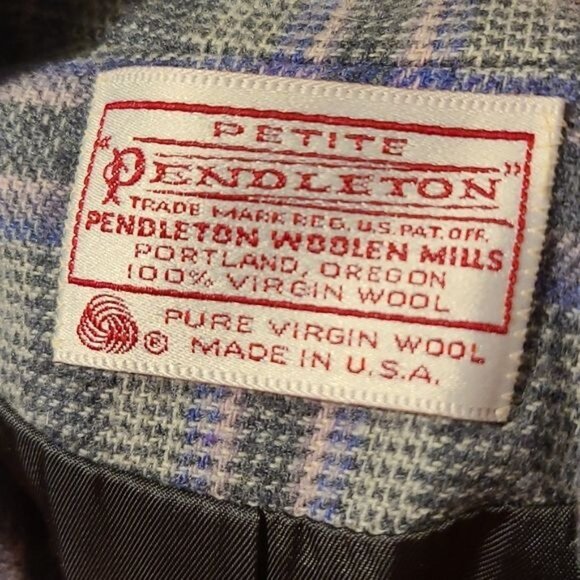 PETITE
"PENDLETON"
TRADE MARK REG. U.S. PAT. OFF.
PENDLETON WOOLEN MILLS
PORTLAND, OREGON
100% VIRGIN WOOL
® PURE VIRGIN WOOL
MADE IN U.S.A.